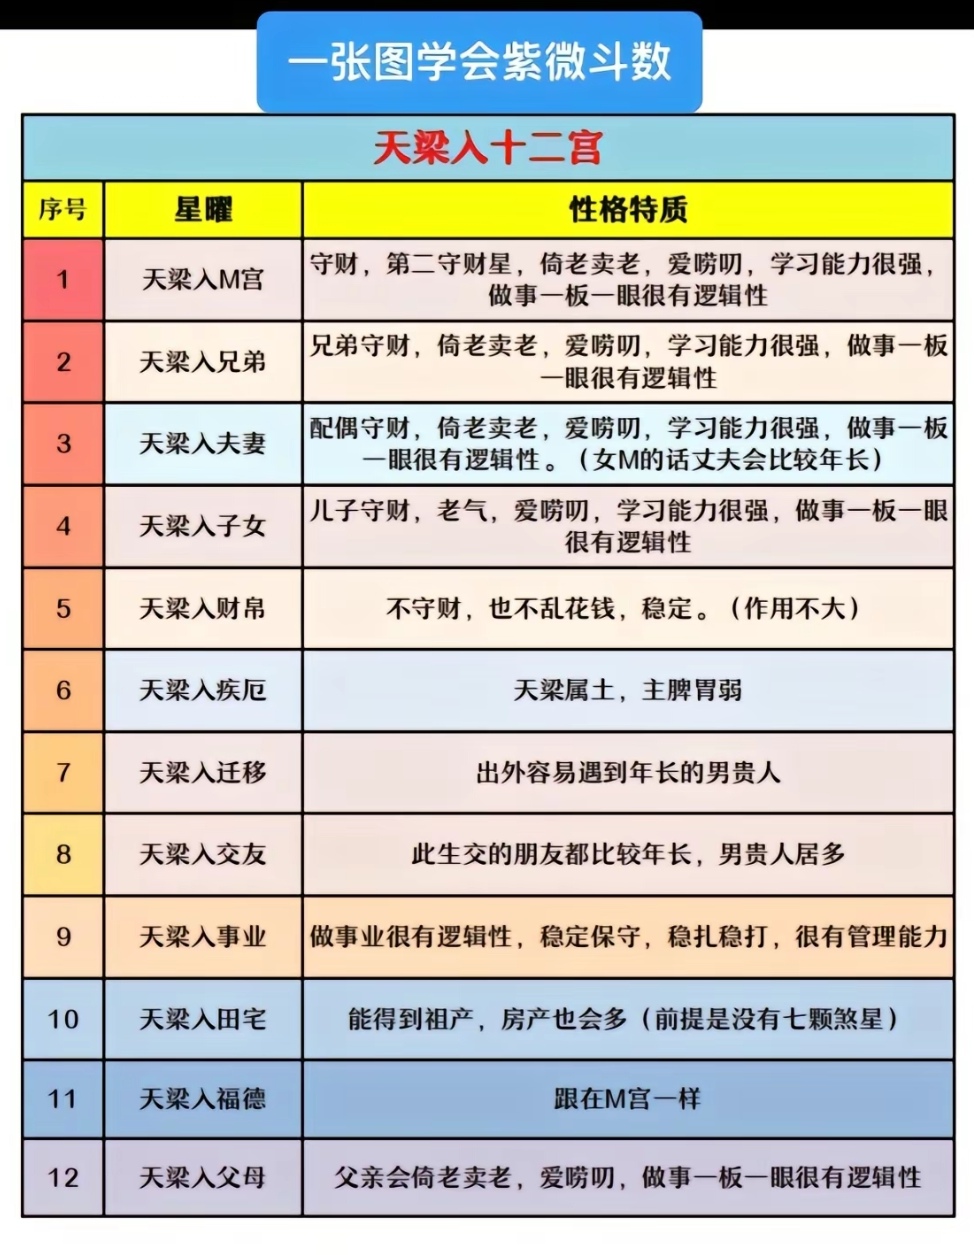 一张图学会紫微斗数
天梁入十二宫
序号 星曜 性格特质
1 天梁入M宫 守财，第二守财星，倚老卖老，爱唠叨，学习能力很强，
做事一板一眼很有逻辑性
2 天梁入兄弟 兄弟守财，倚老卖老，爱唠叨，学习能力很强，做事一板
一眼很有逻辑性
3 天梁入夫妻 配偶守财，倚老卖老，爱唠叨，学习能力很强，做事一板
一眼很有逻辑性。（女M的话丈夫会比较年长）
4 天梁入子女 儿子守财，老气，爱唠叨，学习能力很强，做事一板一眼
很有逻辑性
5 天梁入财帛 不守财，也不乱花钱，稳定。（作用不大）
6 天梁入疾厄 天梁属土，主脾胃弱
7 天梁入迁移 出外容易遇到年长的男贵人
8 天梁入交友 此生交的朋友都比较年长，男贵人居多
9 天梁入事业 做事业很有逻辑性，稳定保守，稳扎稳打，很有管理能力
10 天梁入田宅 能得到祖产，房产也会多（前提是没有七颗煞星）
11 天梁入福德 跟在M宫一样
12 天梁入父母 父亲会倚老卖老，爱唠叨，做事一板一眼很有逻辑性